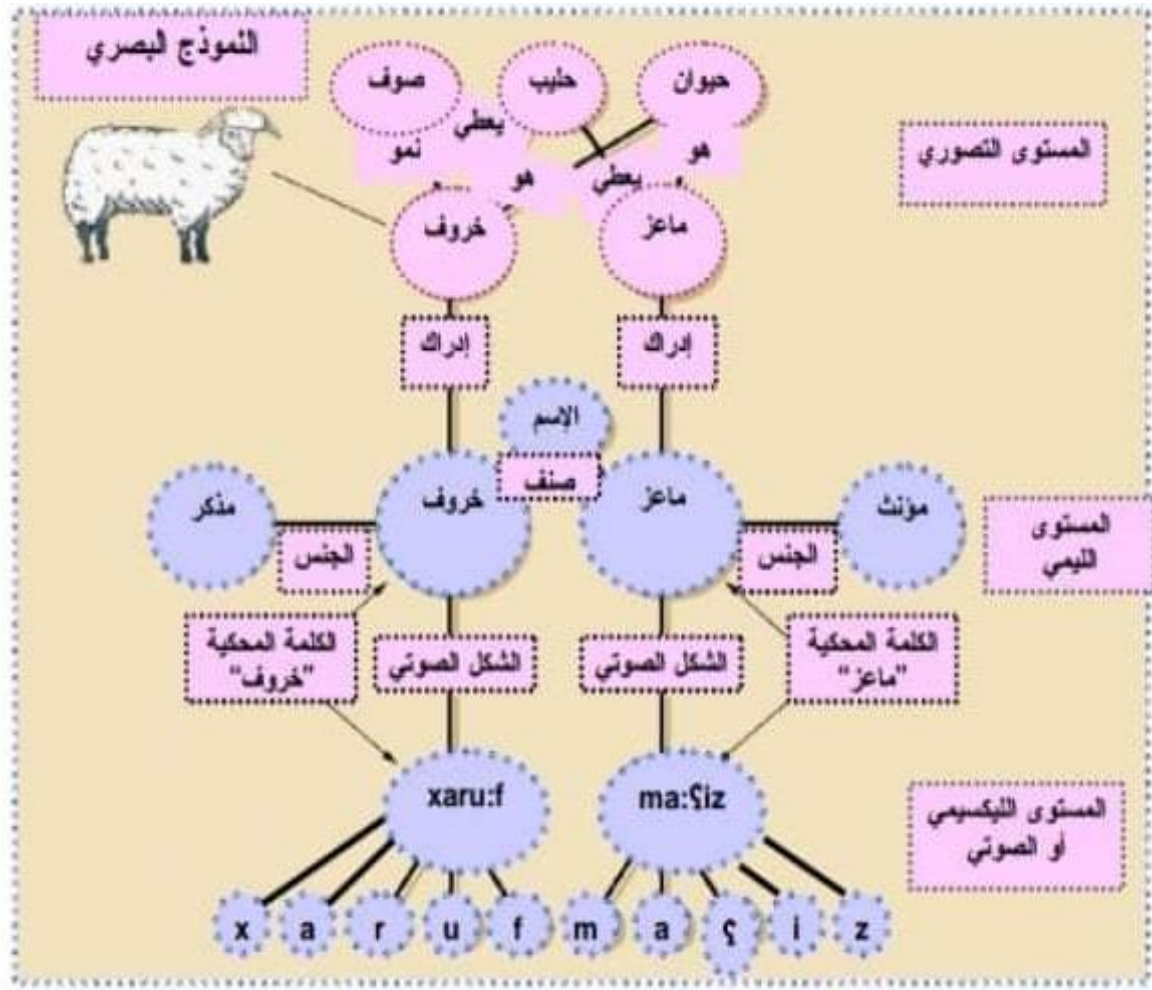 النموذج البصري
صوف
حليب
حيوان
يعطي
نمو
هو
هو
يعطي
المستوى التصوري
خروف
ماعز
إدراك
إدراك
الإسم
صنف
مذكر
خروف
ماعز
مؤنث
الجنس
الجنس
المستوى
الليمي
الكلمة المحكية
"خروف"
الشكل الصوتي
الشكل الصوتي
الكلمة المحكية
"ماعز"
xaru:f
ma:ʕiz
المستوى الليكسيمي
أو الصوتي
x a r u f m a ʕ i z